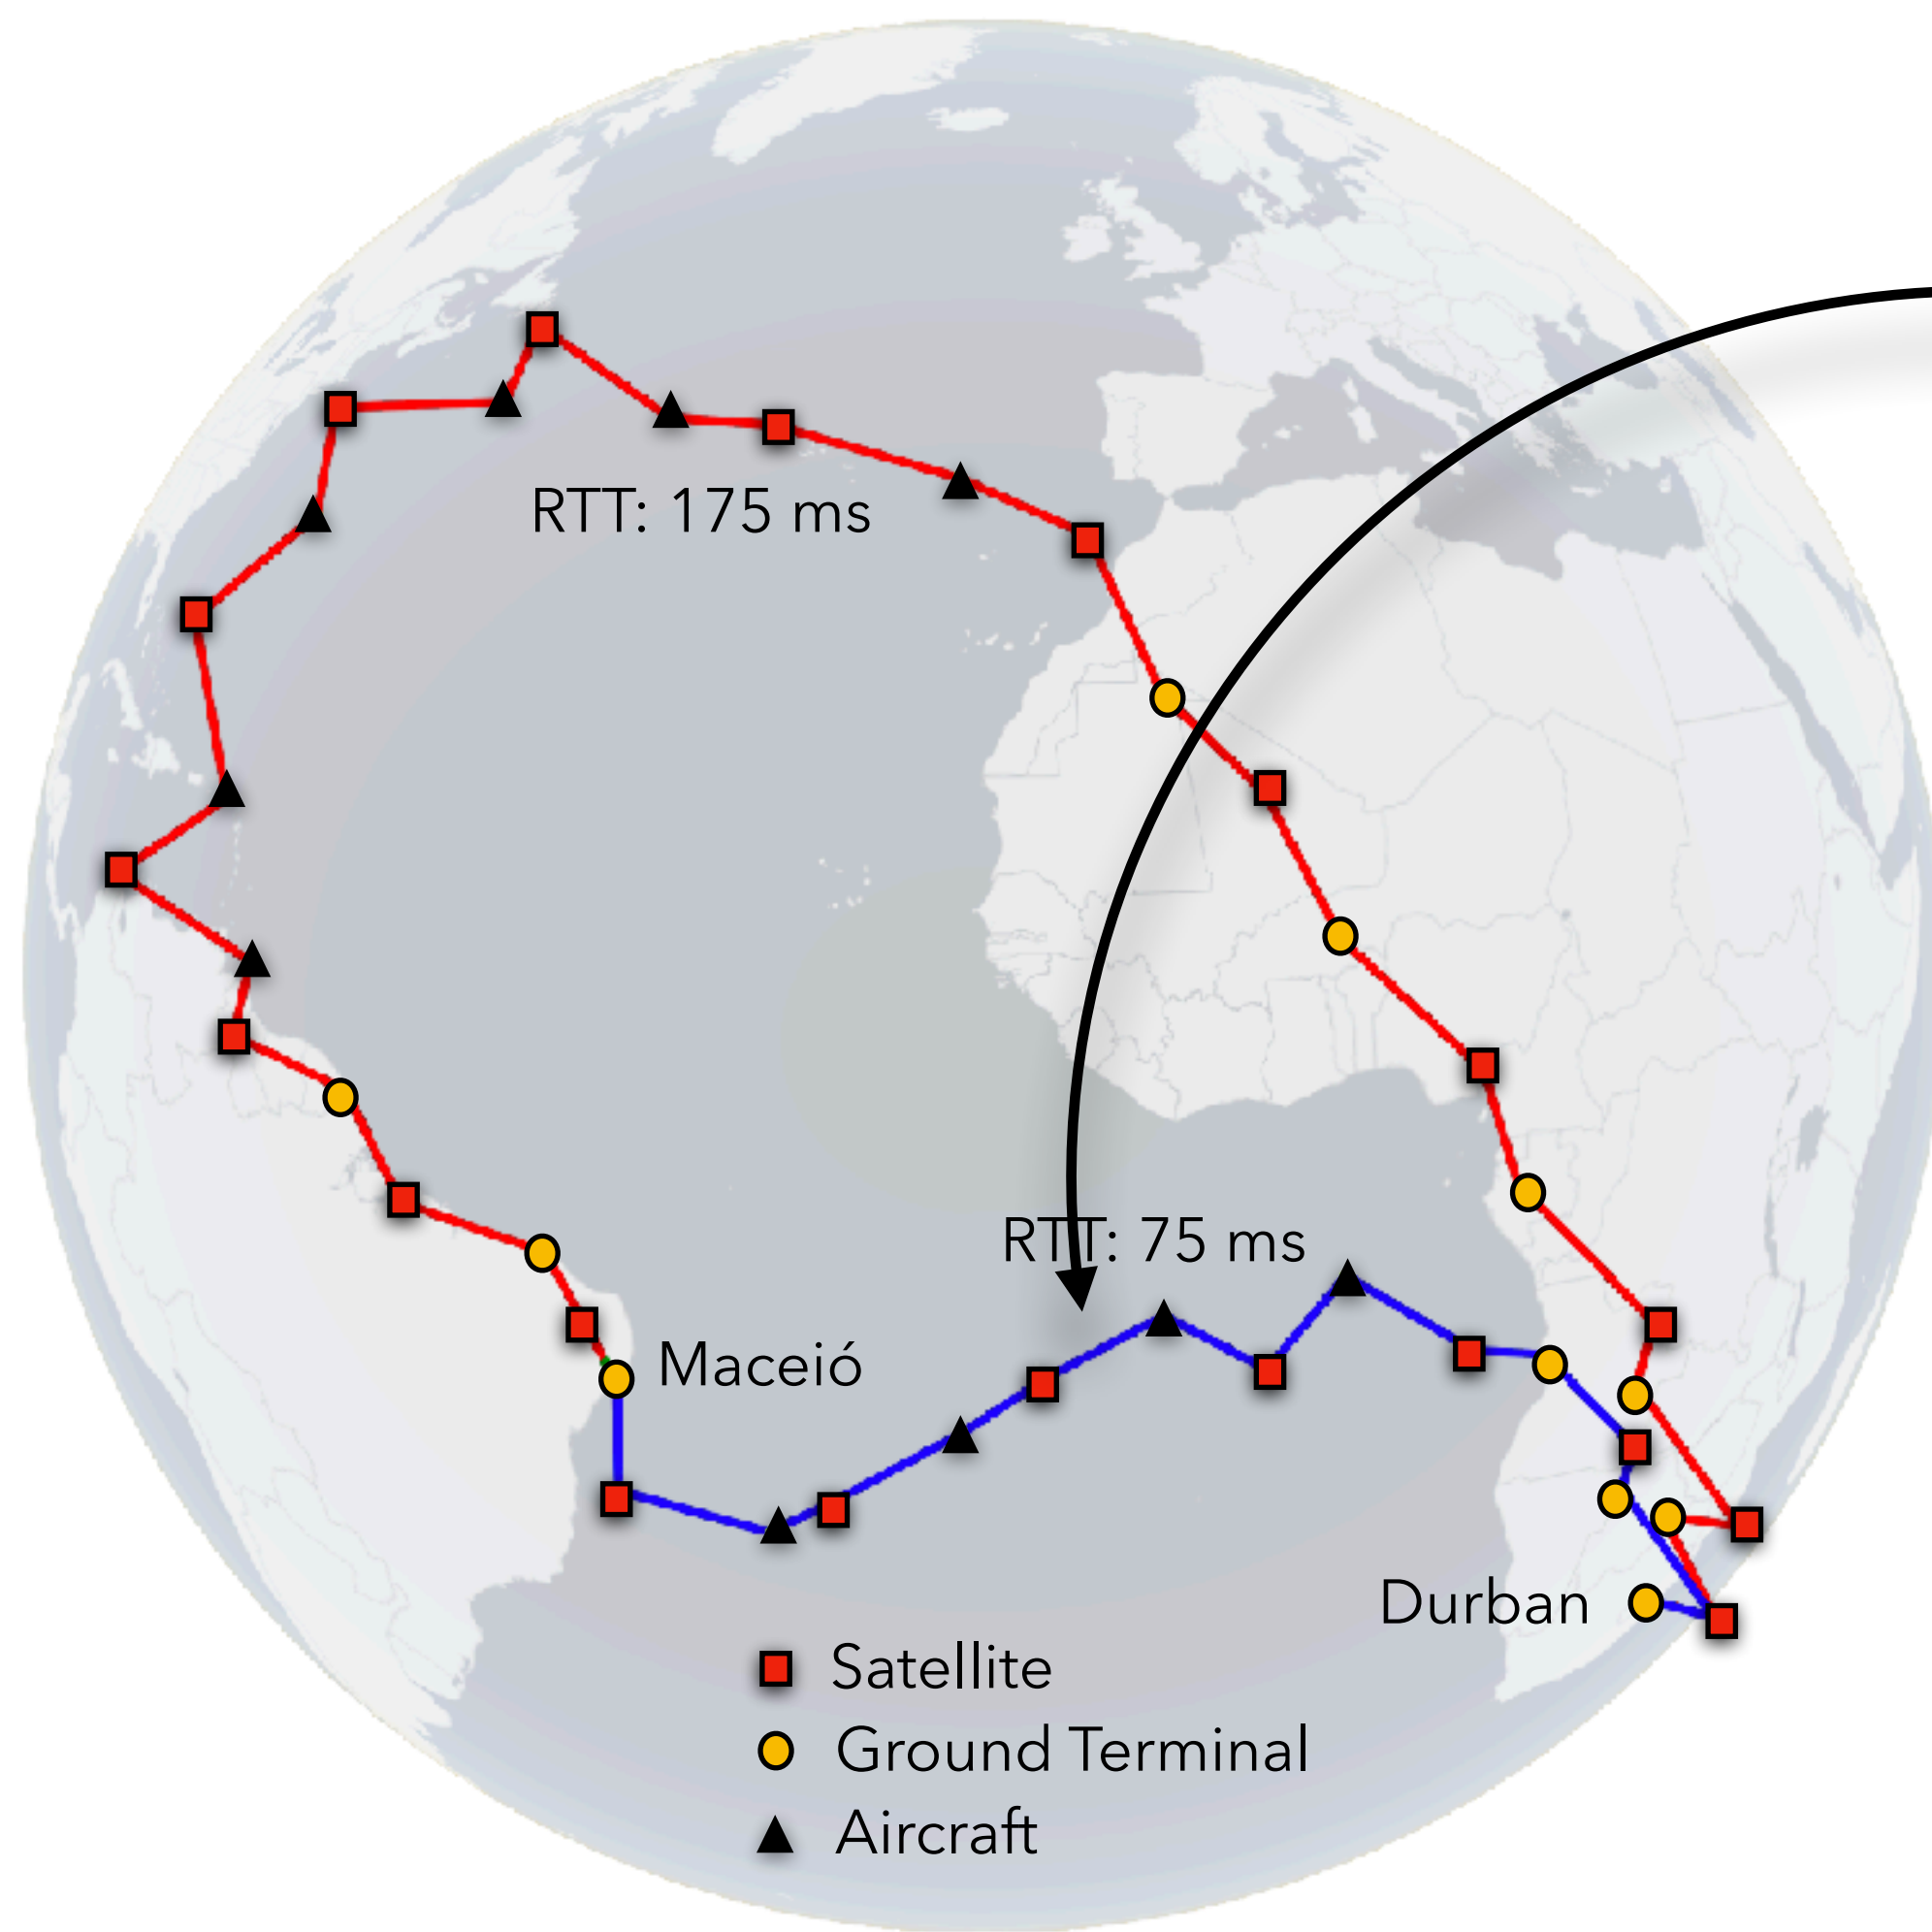 RTT: 175 ms
RTT: 75 ms
Maceió
Durban
Satellite
Ground Terminal
Aircraft